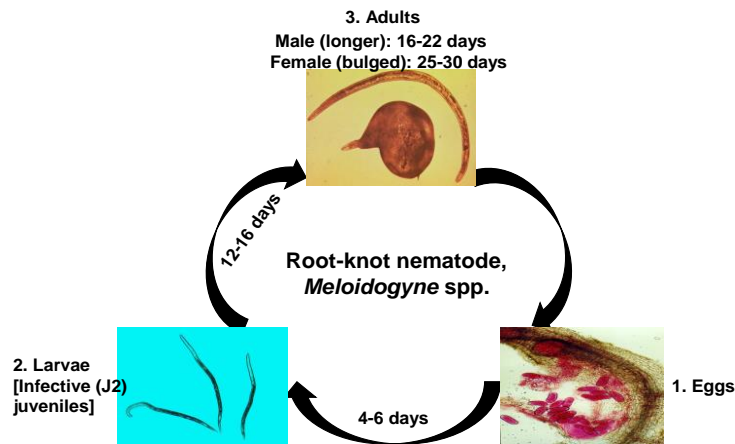 3. Adults
Male (longer): 16-22 days
Female (bulged): 25-30 days
12-16 days
Root-knot nematode,
Meloidogyne spp.
2. Larvae
[Infective (J2)
juveniles]
1. Eggs
4-6 days